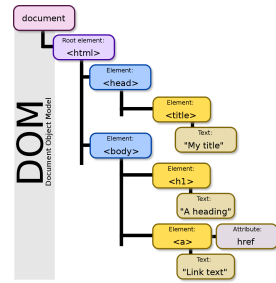 document
Root element:
<html>
Element:
<head>
Element:
<title>
Text:
"My title"
DOM
Document Object Model
Element:
<body>
Element:
<h1>
Text:
"A heading"
Element:
<a>
Attribute:
href
Text:
"Link text"